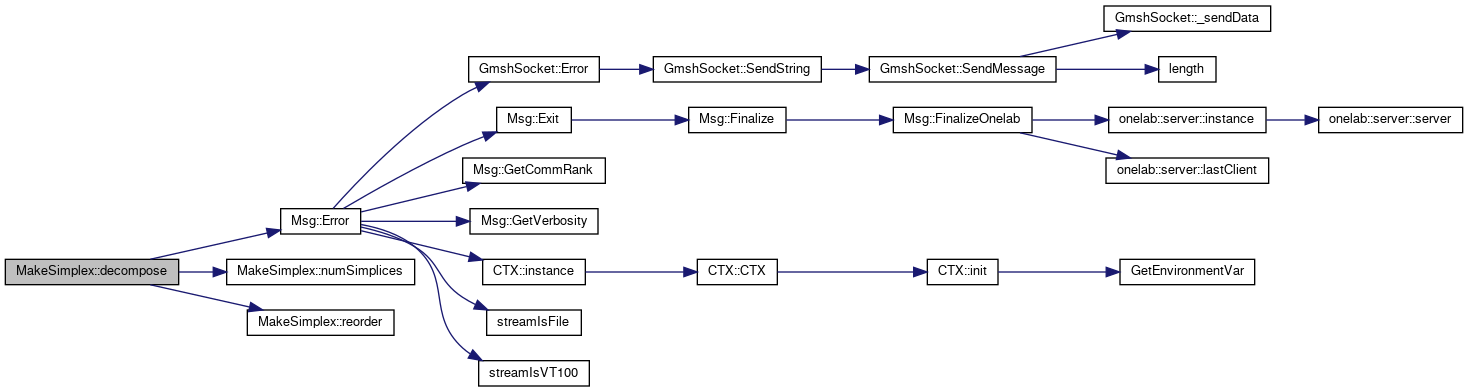 GmshSocket::_sendData
GmshSocket::Error
GmshSocket::SendString
GmshSocket::SendMessage
length
Msg::Exit
Msg::Finalize
Msg::FinalizeOnelab
onelab::server::instance
onelab::server::server
Msg::GetCommRank
onelab::server::lastClient
Msg::Error
Msg::GetVerbosity
MakeSimplex::decompose
MakeSimplex::numSimplices
CTX::instance
CTX::CTX
CTX::init
GetEnvironmentVar
MakeSimplex::reorder
streamIsFile
streamIsVT100